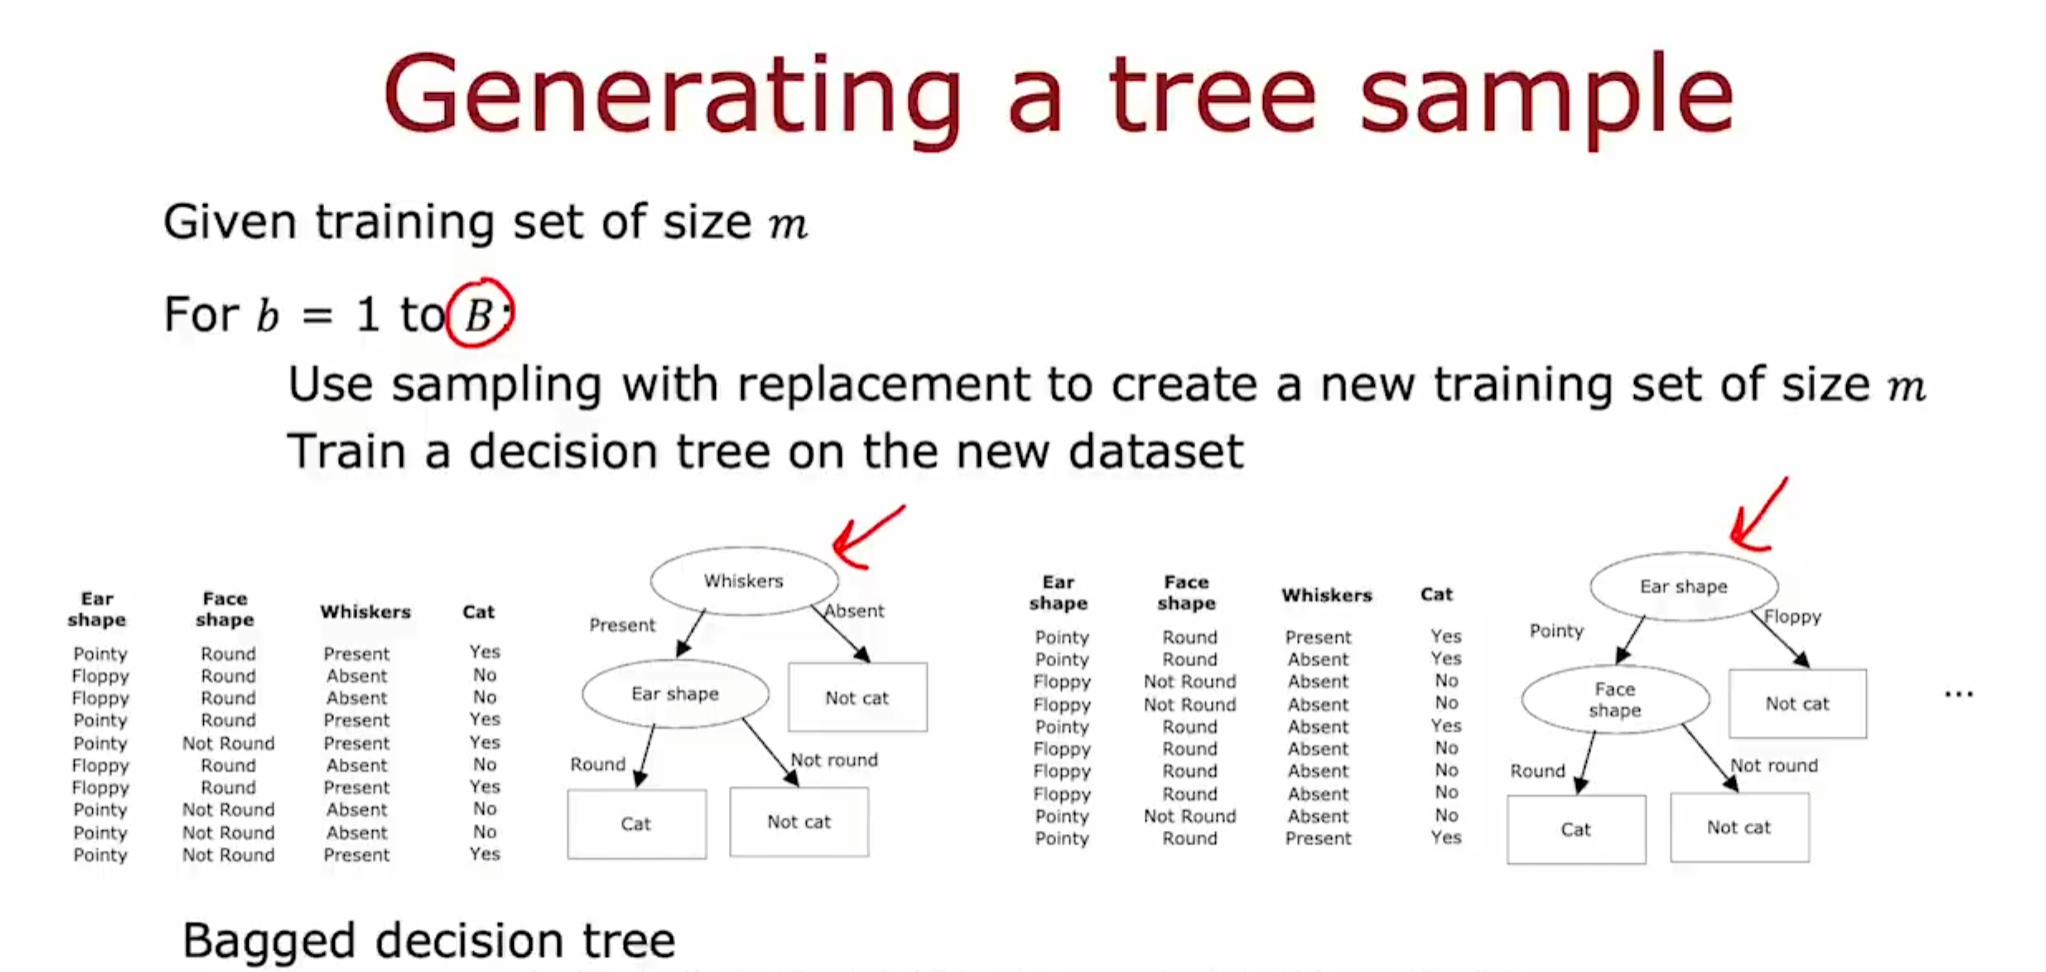 Generating a tree sample
Given training set of size m
For b = 1 to B:
Use sampling with replacement to create a new training set of size m
Train a decision tree on the new dataset
Ear shape Face shape Whiskers Cat
Pointy Round Present Yes
Floppy Round Absent No
Floppy Round Absent No
Pointy Round Present Yes
Pointy Not Round Present Yes
Floppy Round Absent No
Floppy Round Present Yes
Pointy Not Round Absent No
Pointy Not Round Absent No
Pointy Not Round Present Yes
Whiskers
Present
Absent
Ear shape
Not cat
Round
Not round
Cat
Not cat
Ear shape Face shape Whiskers Cat
Pointy Round Present Yes
Pointy Round Absent Yes
Floppy Not Round Absent No
Floppy Not Round Absent No
Pointy Round Absent Yes
Floppy Round Absent No
Floppy Round Absent No
Floppy Round Absent No
Pointy Not Round Absent No
Pointy Round Present Yes
Ear shape
Pointy
Floppy
Face
shape
Not cat
Round
Not round
Cat
Not cat
...
Bagged decision tree